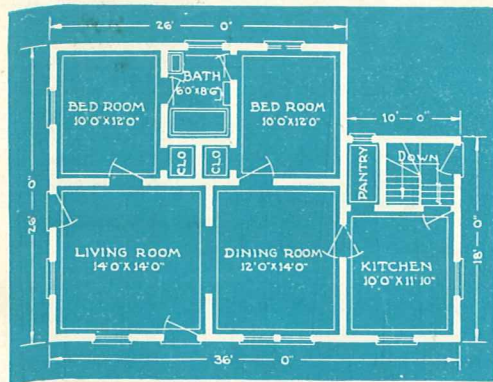 26' 0"
BATH
6'0"X8'6"
BED ROOM
10'0"X12'0"
BED ROOM
10'0"X12'0"
10' 0"
CLO
CLO
PANTRY
DOWN
26' 0"
18' 0"
LIVING ROOM
14'0"X14'0"
DINING ROOM
12'0"X14'0"
KITCHEN
10'0"X11'10"
36' 0"